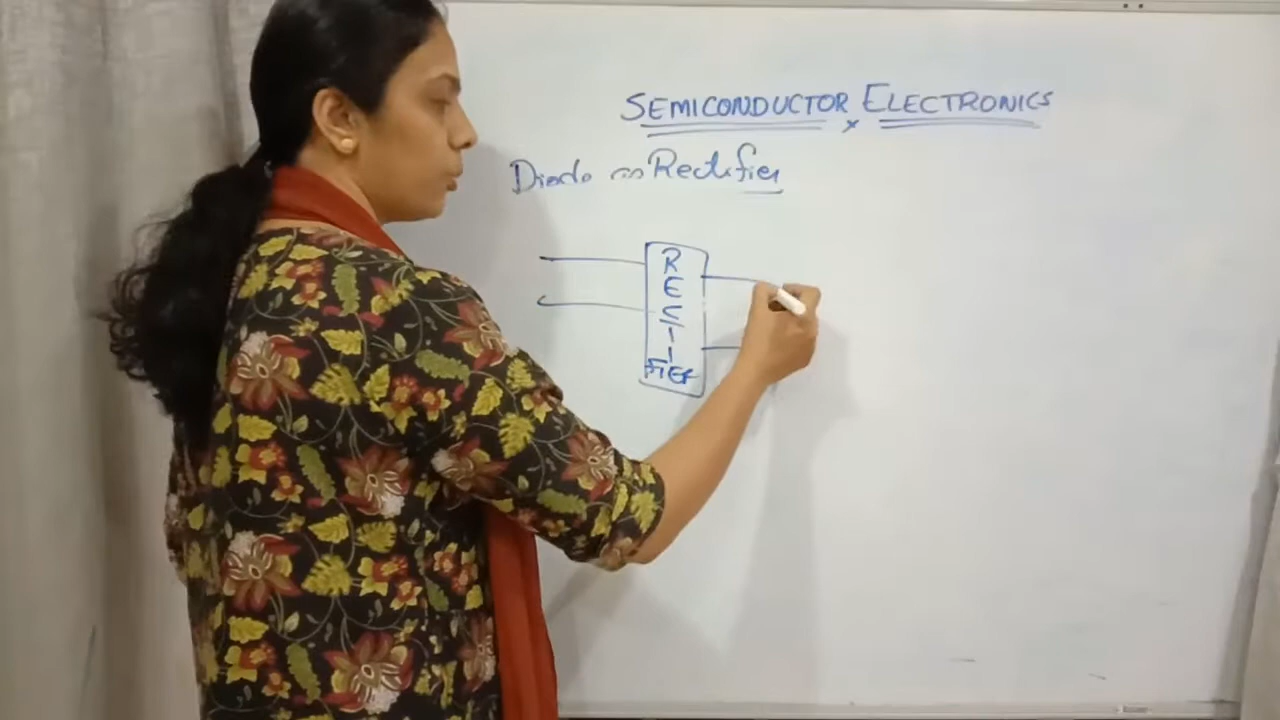 SEMICONDUCTOR ELECTRONICS
Diode as Rectifier
R
E
C
T
I
FIER